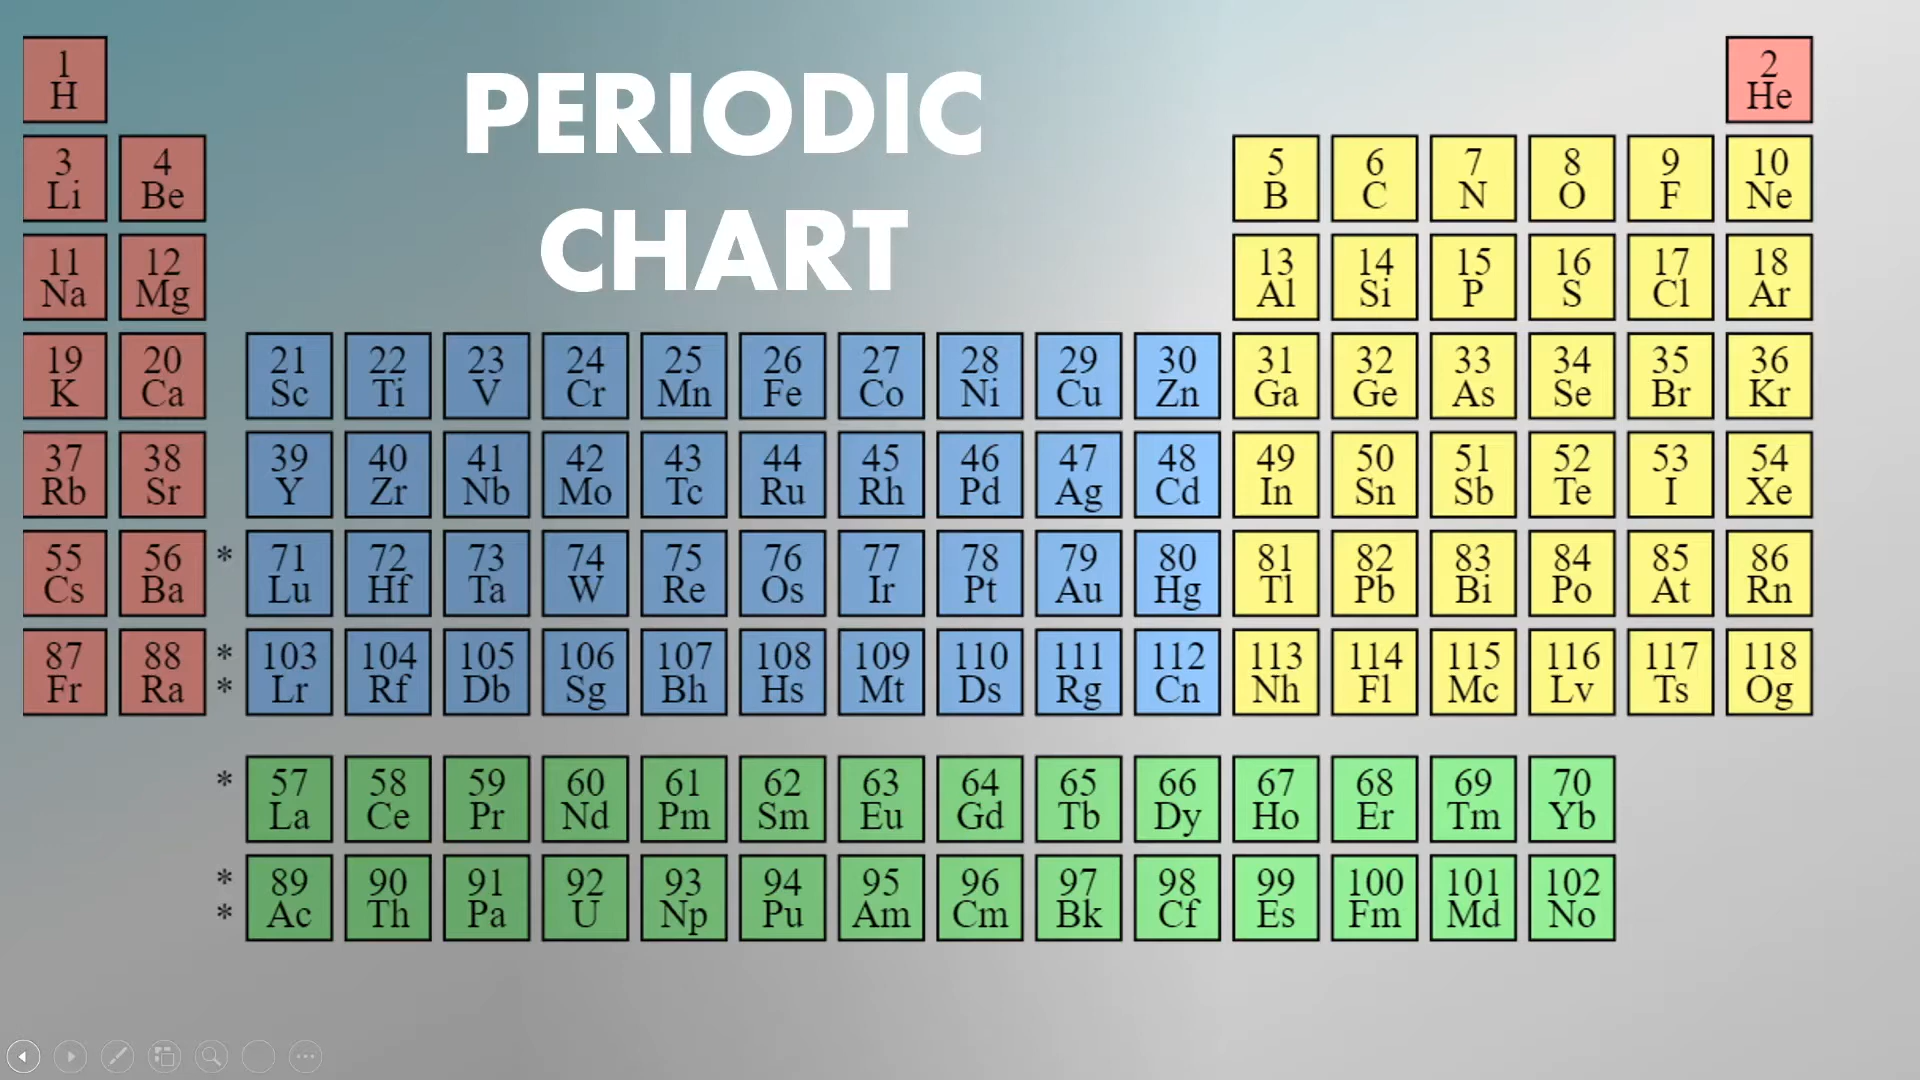 PERIODIC
CHART
1 2
H He
3 4 5 6 7 8 9 10
Li Be B C N O F Ne
11 12 13 14 15 16 17 18
Na Mg Al Si P S Cl Ar
19 20 21 22 23 24 25 26 27 28 29 30 31 32 33 34 35 36
K Ca Sc Ti V Cr Mn Fe Co Ni Cu Zn Ga Ge As Se Br Kr
37 38 39 40 41 42 43 44 45 46 47 48 49 50 51 52 53 54
Rb Sr Y Zr Nb Mo Tc Ru Rh Pd Ag Cd In Sn Sb Te I Xe
55 56 * 71 72 73 74 75 76 77 78 79 80 81 82 83 84 85 86
Cs Ba Lu Hf Ta W Re Os Ir Pt Au Hg Tl Pb Bi Po At Rn
87 88 * 103 104 105 106 107 108 109 110 111 112 113 114 115 116 117 118
Fr Ra * Lr Rf Db Sg Bh Hs Mt Ds Rg Cn Nh Fl Mc Lv Ts Og
* 57 58 59 60 61 62 63 64 65 66 67 68 69 70
La Ce Pr Nd Pm Sm Eu Gd Tb Dy Ho Er Tm Yb
* 89 90 91 92 93 94 95 96 97 98 99 100 101 102
* Ac Th Pa U Np Pu Am Cm Bk Cf Es Fm Md No